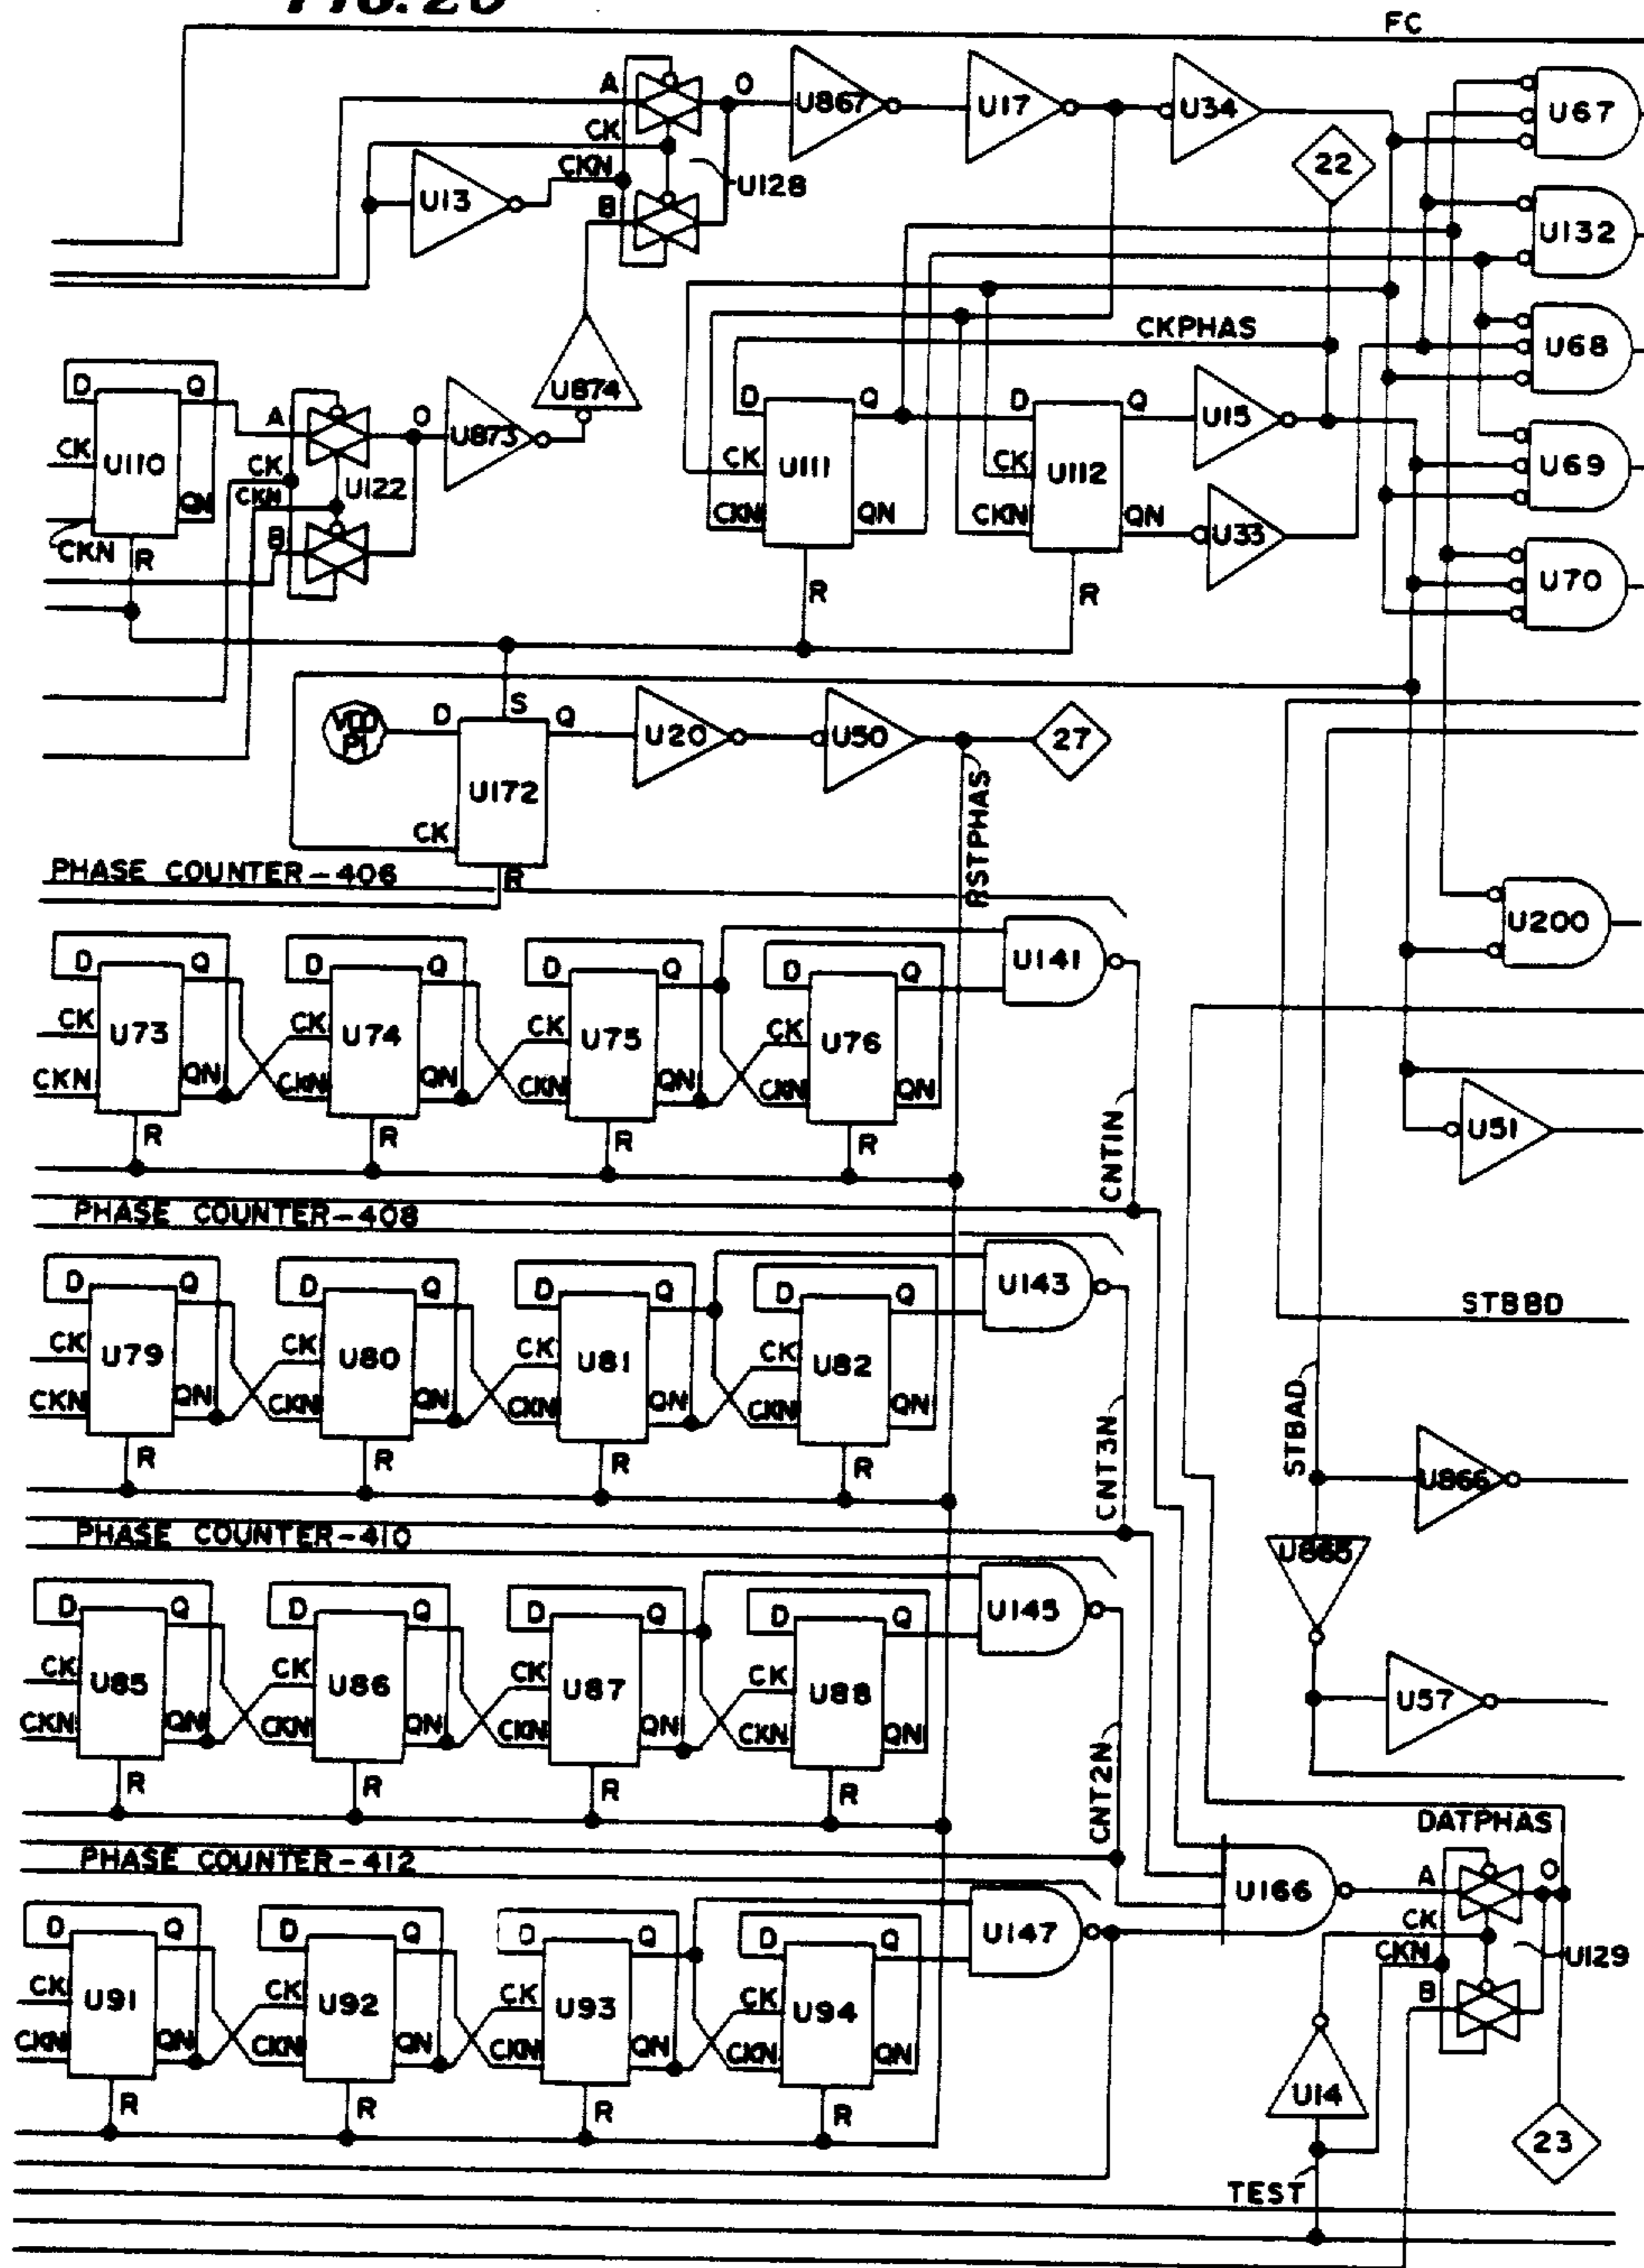 FIG. 20
FC
A O U867 U17 U34 U67
CK
CKN
U13 U128 22
B U132
CKPHAS U68
U874
D Q A O U873 D Q D Q U15
U110 CK CK U111 CK U112 U69
CK CKN U122
QN CKN QN CKN QN U33
CKN R B U70
R R
S
VDD P1 D Q U20 U50 27
U172
CK RSTPHAS
R
PHASE COUNTER-406
U200
D Q D Q D Q D Q U141
CK U73 CK U74 CK U75 CK U76
CKN QN CKN QN CKN QN CKN QN
R R R R
CNT1N
U51
PHASE COUNTER-408
D Q D Q D Q D Q U143
STBBD
CK U79 CK U80 CK U81 CK U82
CKN QN CKN QN CKN QN CKN QN
R R R R
CNT3N
STBAD
U866
PHASE COUNTER-410
U865
D Q D Q D Q D Q U145
CK U85 CK U86 CK U87 CK U88
CKN QN CKN QN CKN QN CKN QN
R R R R
CNT2N
U57
DATPHAS
PHASE COUNTER-412
A O
U166
D Q D Q D Q D Q U147
CK
CKN U129
CK U91 CK U92 CK U93 CK U94
B
CKN QN CKN QN CKN QN CKN QN
R R R R
U14
23
TEST